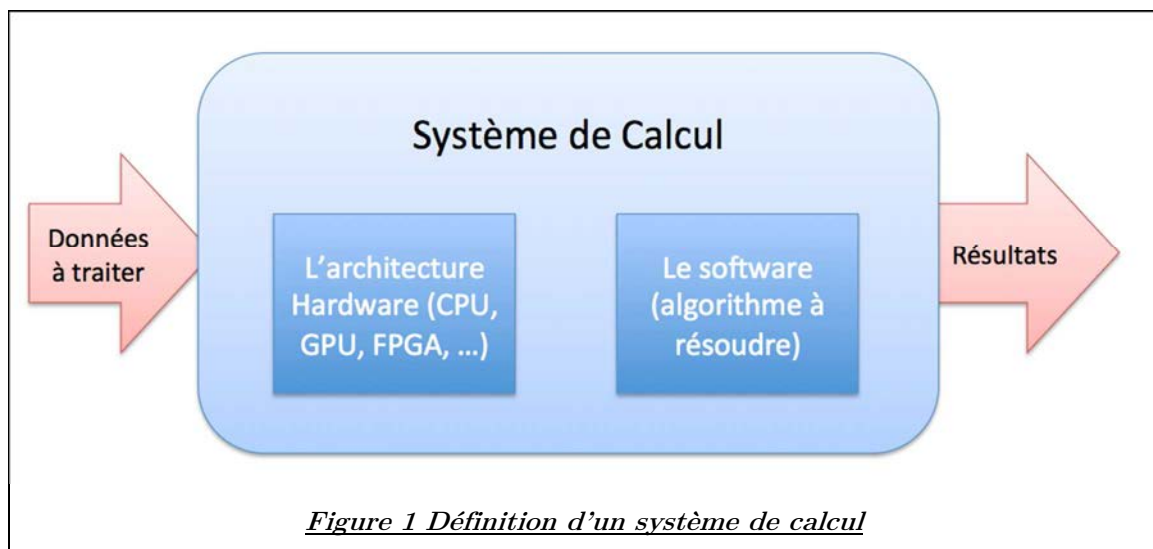 Système de Calcul
Données
à traiter
L'architecture
Hardware (CPU,
GPU, FPGA, ...)
Le software
(algorithme à
résoudre)
Résultats
Figure 1 Définition d'un système de calcul